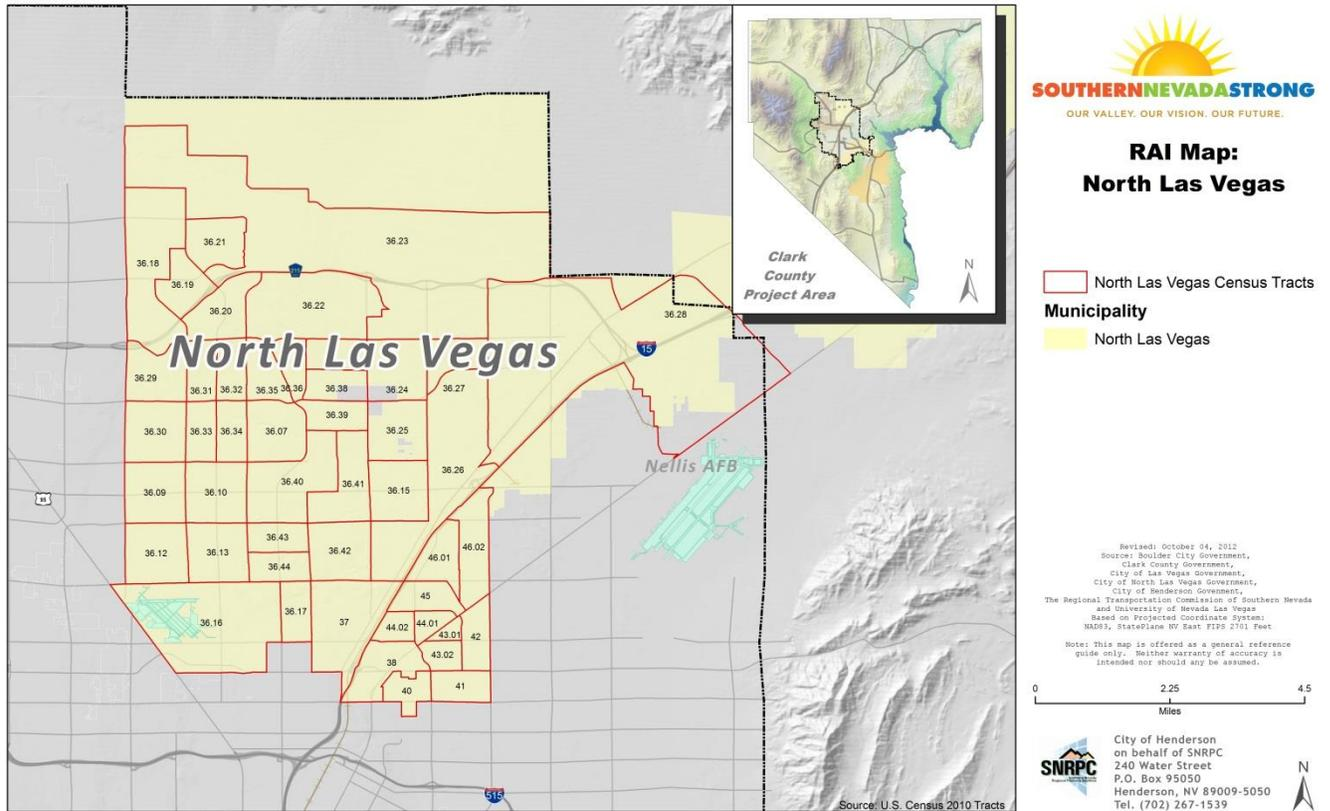 36.23
36.21
36.18
36.19
36.20
36.22
36.28
North Las Vegas
15
36.29
36.31
36.32
36.35
36.36
36.38
36.24
36.27
36.39
36.30
36.33
36.34
36.07
36.25
Nellis AFB
36.26
36.09
36.10
36.40
36.41
36.15
95
36.12
36.13
36.43
36.44
36.42
46.01
46.02
45
36.16
36.17
37
44.02
44.01
43.01
42
43.02
38
40
41
515
Source: U.S. Census 2010 Tracts
Clark
County
Project Area
N
SOUTHERNNEVADASTRONG
OUR VALLEY. OUR VISION. OUR FUTURE.
RAI Map:
North Las Vegas
North Las Vegas Census Tracts
Municipality
North Las Vegas
Revised: October 04, 2012
Source: Boulder City Government,
Clark County Government,
City of Las Vegas Government,
City of North Las Vegas Government,
City of Henderson Govenment,
The Regional Transportation Commission of Southern Nevada
and University of Nevada Las Vegas
Based on Projected Coordinate System:
NAD83, StatePlane NV East FIPS 2701 Feet
Note: This map is offered as a general reference
guide only. Neither warranty of accuracy is
intended nor should any be assumed.
0 2.25 4.5
Miles
SNRPC
City of Henderson
on behalf of SNRPC
240 Water Street
P.O. Box 95050
Henderson, NV 89009-5050
Tel. (702) 267-1539
N